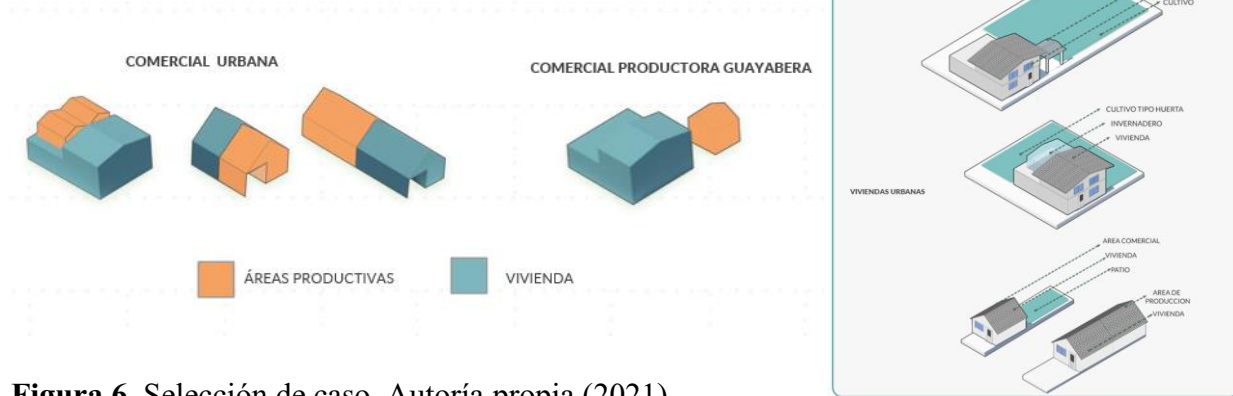 COMERCIAL URBANA
COMERCIAL PRODUCTORA GUAYABERA
ÁREAS PRODUCTIVAS
VIVIENDA
CULTIVO
CULTIVO TIPO HUERTA
INVERNADERO
VIVIENDA
VIVIENDAS URBANAS
AREA COMERCIAL
VIVIENDA
PATIO
AREA DE
PRODUCCION
VIVIENDA
Figura 6. Selección de caso. Autoría propia (2021)